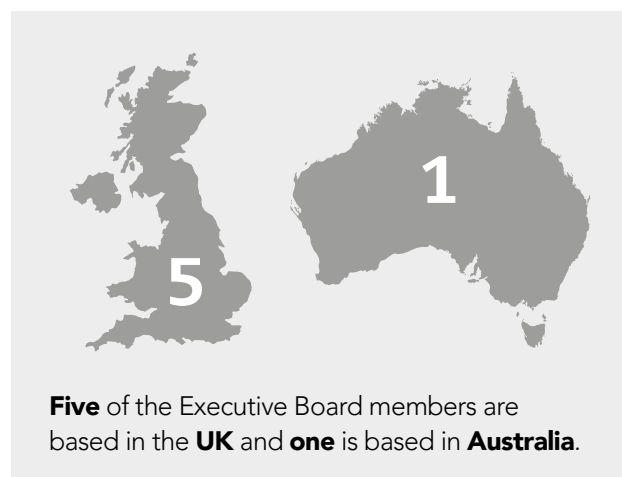 5
1
Five of the Executive Board members are
based in the UK and one is based in Australia.